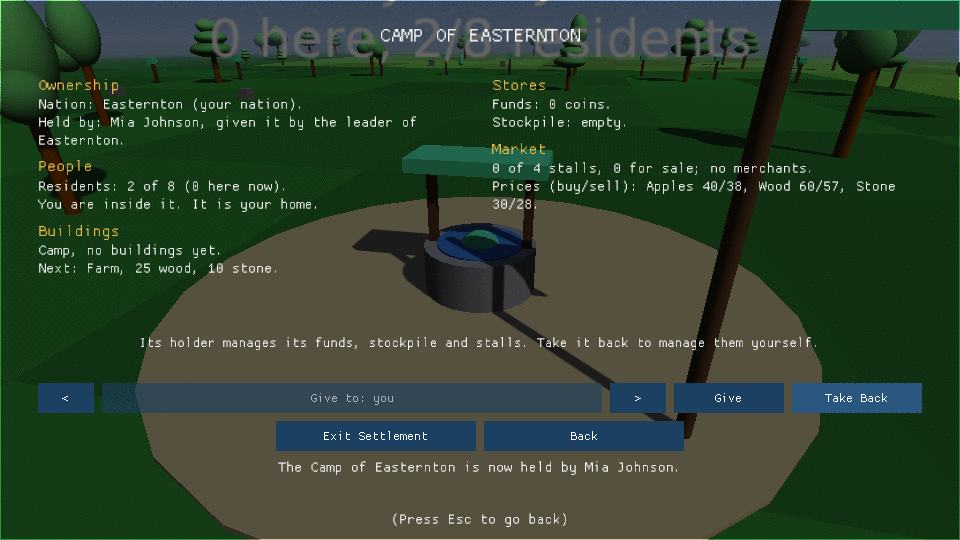 0 here, 2/8 residents
CAMP OF EASTERNTON
Ownership
Nation: Easternton (your nation).
Held by: Mia Johnson, given it by the leader of
Easternton.
People
Residents: 2 of 8 (0 here now).
You are inside it. It is your home.
Buildings
Camp, no buildings yet.
Next: Farm, 25 wood, 10 stone.
Stores
Funds: 0 coins.
Stockpile: empty.
Market
0 of 4 stalls, 0 for sale; no merchants.
Prices (buy/sell): Apples 40/38, Wood 60/57, Stone
30/28.
Its holder manages its funds, stockpile and stalls. Take it back to manage them yourself.
< Give to: you > Give Take Back
Exit Settlement Back
The Camp of Easternton is now held by Mia Johnson.
(Press Esc to go back)